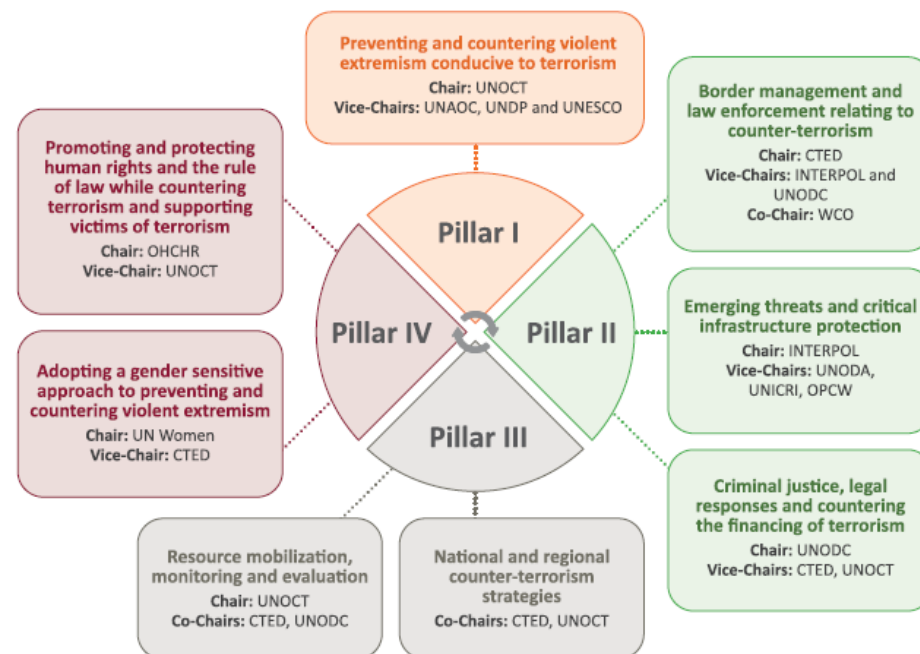 Preventing and countering violent
extremism conducive to terrorism
Chair: UNOCT
Vice-Chairs: UNAOC, UNDP and UNESCO
Border management and
law enforcement relating to
counter-terrorism
Chair: CTED
Vice-Chairs: INTERPOL and
UNODC
Co-Chair: WCO
Promoting and protecting
human rights and the rule
of law while countering
terrorism and supporting
victims of terrorism
Chair: OHCHR
Vice-Chair: UNOCT
Pillar I
Pillar IV
Pillar II
Pillar III
Emerging threats and critical
infrastructure protection
Chair: INTERPOL
Vice-Chairs: UNODA,
UNICRI, OPCW
Adopting a gender sensitive
approach to preventing and
countering violent extremism
Chair: UN Women
Vice-Chair: CTED
Criminal justice, legal
responses and countering
the financing of terrorism
Chair: UNODC
Vice-Chairs: CTED, UNOCT
Resource mobilization,
monitoring and evaluation
Chair: UNOCT
Co-Chairs: CTED, UNODC
National and regional
counter-terrorism
strategies
Co-Chairs: CTED, UNOCT